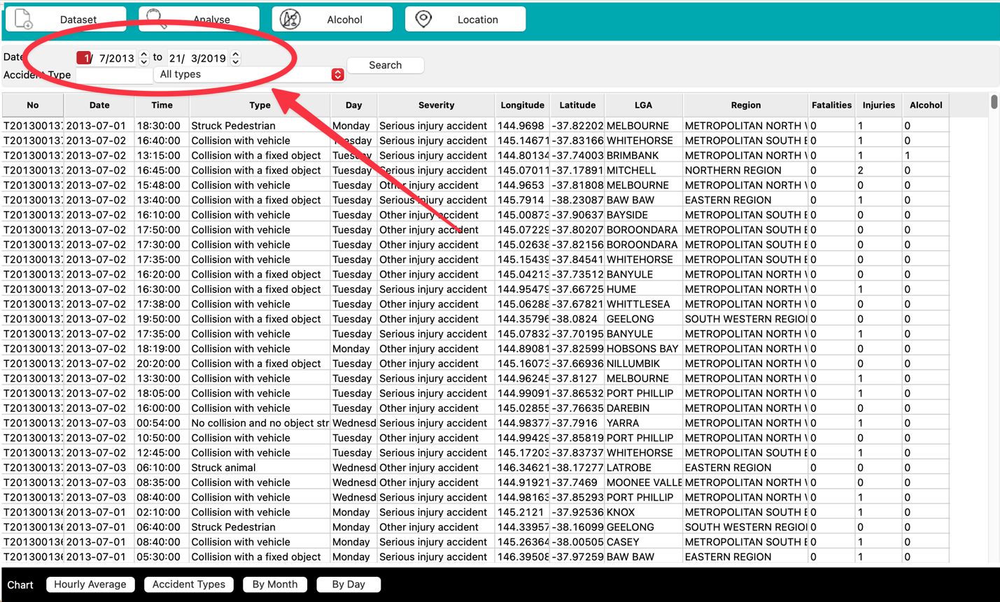 Dataset Analyse Alcohol Location
Date 1/ 7/2013 to 21/ 3/2019
Accident Type All types Search
No Date Time Type Day Severity Longitude Latitude LGA Region Fatalities Injuries Alcohol
T20130013 2013-07-01 18:30:00 Struck Pedestrian Monday Serious injury accident 144.9698 -37.82202 MELBOURNE METROPOLITAN NORTH 0 1 0
T20130013 2013-07-02 16:40:00 Collision with vehicle Tuesday Serious injury accident 145.14671 -37.83166 WHITEHORSE METROPOLITAN SOUTH 0 1 0
T20130013 2013-07-02 13:15:00 Collision with a fixed object Tuesday Serious injury accident 144.80134 -37.74003 BRIMBANK METROPOLITAN NORTH 0 1 1
T20130013 2013-07-02 16:45:00 Collision with a fixed object Tuesday Serious injury accident 145.07011 -37.17891 MITCHELL NORTHERN REGION 0 2 0
T20130013 2013-07-02 15:48:00 Collision with vehicle Tuesday Other injury accident 144.9653 -37.81808 MELBOURNE METROPOLITAN NORTH 0 0 0
T20130013 2013-07-02 13:40:00 Collision with a fixed object Tuesday Serious injury accident 145.7914 -38.23087 BAW BAW EASTERN REGION 0 1 0
T20130013 2013-07-02 16:10:00 Collision with vehicle Tuesday Other injury accident 145.00873 -37.90637 BAYSIDE METROPOLITAN SOUTH 0 0 0
T20130013 2013-07-02 17:50:00 Collision with vehicle Tuesday Other injury accident 145.07229 -37.80207 BOROONDARA METROPOLITAN SOUTH 0 0 0
T20130013 2013-07-02 17:30:00 Collision with vehicle Tuesday Other injury accident 145.02638 -37.82156 BOROONDARA METROPOLITAN SOUTH 0 0 0
T20130013 2013-07-02 17:35:00 Collision with vehicle Tuesday Other injury accident 145.15439 -37.84541 WHITEHORSE METROPOLITAN SOUTH 0 0 0
T20130013 2013-07-02 16:20:00 Collision with a fixed object Tuesday Other injury accident 145.04213 -37.73512 BANYULE METROPOLITAN NORTH 0 0 0
T20130013 2013-07-02 16:30:00 Collision with a fixed object Tuesday Serious injury accident 144.95479 -37.66725 HUME METROPOLITAN NORTH 0 1 0
T20130013 2013-07-02 17:38:00 Collision with vehicle Tuesday Other injury accident 145.06288 -37.67821 WHITTLESEA METROPOLITAN NORTH 0 0 0
T20130013 2013-07-02 19:50:00 Collision with a fixed object Tuesday Other injury accident 144.35796 -38.0824 GEELONG SOUTH WESTERN REGIO 0 0 0
T20130013 2013-07-02 17:35:00 Collision with vehicle Tuesday Serious injury accident 145.07832 -37.70195 BANYULE METROPOLITAN NORTH 0 1 0
T20130013 2013-07-02 18:19:00 Collision with vehicle Monday Other injury accident 144.89081 -37.82599 HOBSONS BAY METROPOLITAN NORTH 0 0 0
T20130013 2013-07-02 20:20:00 Collision with a fixed object Tuesday Other injury accident 145.16073 -37.66936 NILLUMBIK METROPOLITAN NORTH 0 0 0
T20130013 2013-07-02 13:30:00 Collision with vehicle Tuesday Serious injury accident 144.96245 -37.8127 MELBOURNE METROPOLITAN NORTH 0 1 0
T20130013 2013-07-02 18:05:00 Collision with vehicle Tuesday Serious injury accident 144.99091 -37.86532 PORT PHILLIP METROPOLITAN NORTH 0 1 0
T20130013 2013-07-02 16:00:00 Collision with vehicle Tuesday Other injury accident 145.02855 -37.76635 DAREBIN METROPOLITAN NORTH 0 0 0
T20130013 2013-07-03 00:54:00 No collision and no object str Wednesd Serious injury accident 144.98377 -37.7916 YARRA METROPOLITAN NORTH 0 1 0
T20130013 2013-07-02 10:50:00 Collision with vehicle Tuesday Other injury accident 144.99429 -37.85819 PORT PHILLIP METROPOLITAN NORTH 0 0 0
T20130013 2013-07-02 12:45:00 Collision with vehicle Tuesday Serious injury accident 145.17203 -37.83737 WHITEHORSE METROPOLITAN SOUTH 0 1 0
T20130013 2013-07-03 06:10:00 Struck animal Wednesd Other injury accident 146.34621 -38.17277 LATROBE EASTERN REGION 0 0 0
T20130013 2013-07-03 08:35:00 Collision with vehicle Wednesd Other injury accident 144.91921 -37.7469 MOONEE VALLE METROPOLITAN NORTH 0 0 0
T20130013 2013-07-03 08:40:00 Collision with vehicle Wednesd Serious injury accident 144.98163 -37.85293 PORT PHILLIP METROPOLITAN NORTH 0 1 0
T20130013 2013-07-01 02:10:00 Collision with vehicle Monday Serious injury accident 145.2121 -37.92536 KNOX METROPOLITAN SOUTH 0 1 0
T20130013 2013-07-01 06:40:00 Struck Pedestrian Monday Other injury accident 144.33957 -38.16099 GEELONG SOUTH WESTERN REGIO 0 0 0
T20130013 2013-07-01 08:40:00 Collision with vehicle Monday Serious injury accident 145.26364 -38.00505 CASEY METROPOLITAN SOUTH 0 1 0
T20130013 2013-07-01 05:30:00 Collision with a fixed object Monday Serious injury accident 146.39508 -37.97259 BAW BAW EASTERN REGION 0 1 0
Chart Hourly Average Accident Types By Month By Day